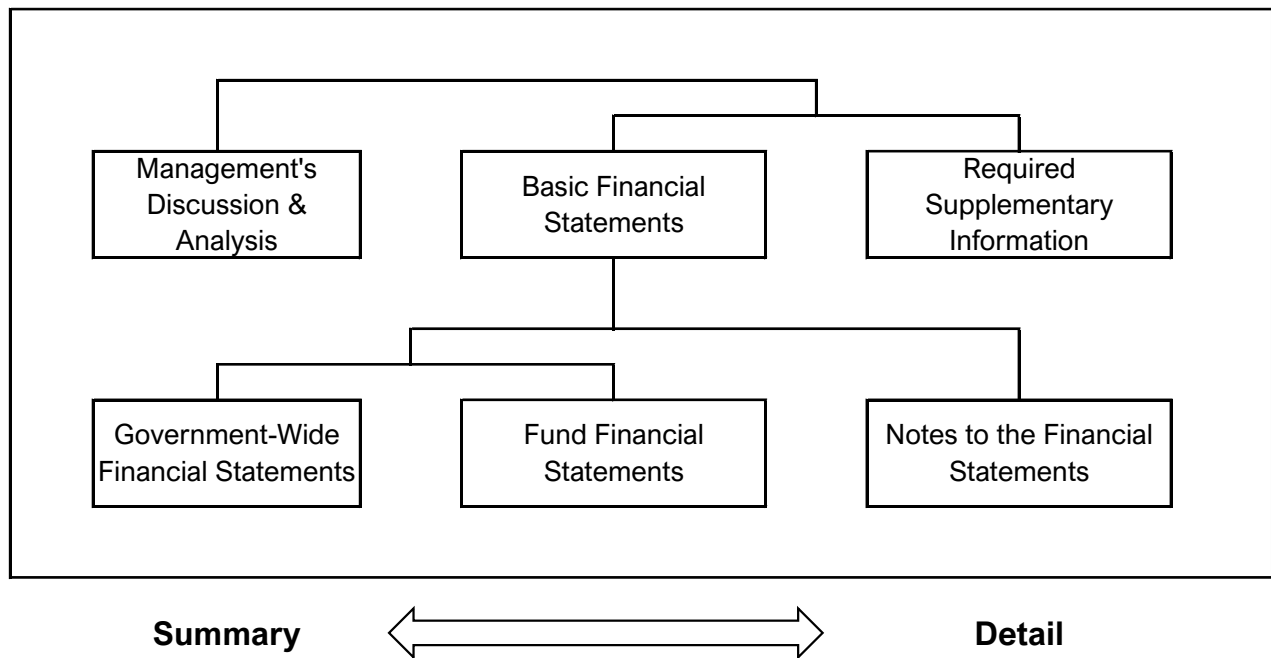 Management's
Discussion &
Analysis
Basic Financial
Statements
Required
Supplementary
Information
Government-Wide
Financial Statements
Fund Financial
Statements
Notes to the Financial
Statements
Summary
Detail